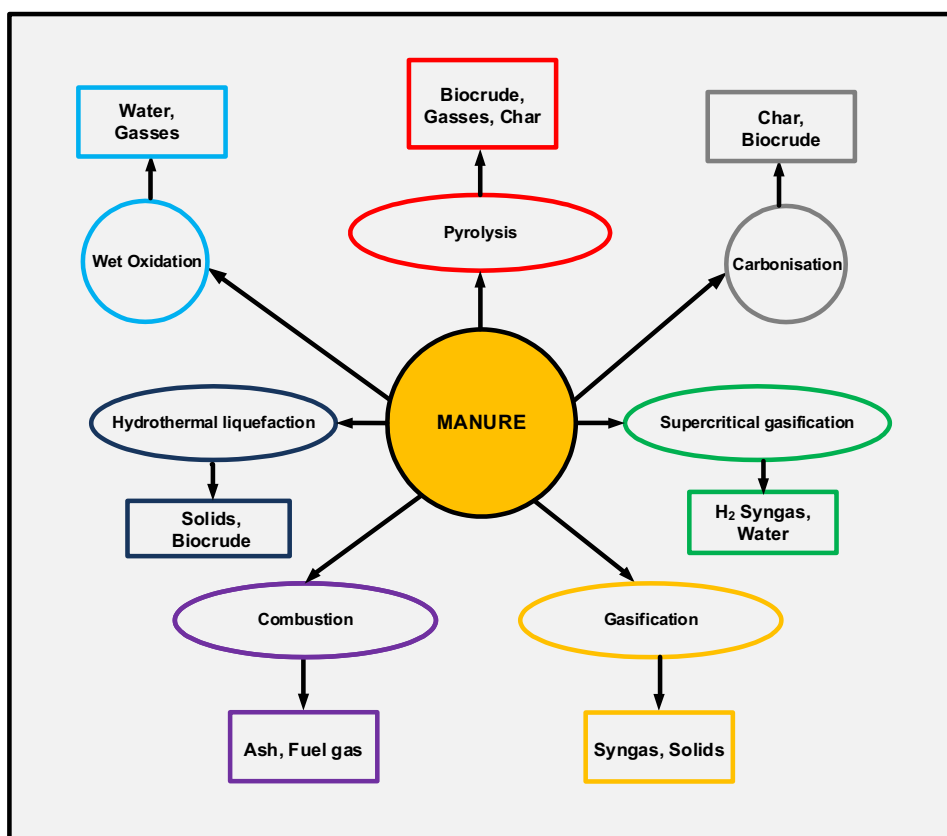 Biocrude,
Gasses, Char
Water,
Gasses
Char,
Biocrude
Pyrolysis
Wet Oxidation
Carbonisation
MANURE
Hydrothermal liquefaction
Supercritical gasification
Solids,
Biocrude
H₂ Syngas,
Water
Combustion
Gasification
Ash, Fuel gas
Syngas, Solids